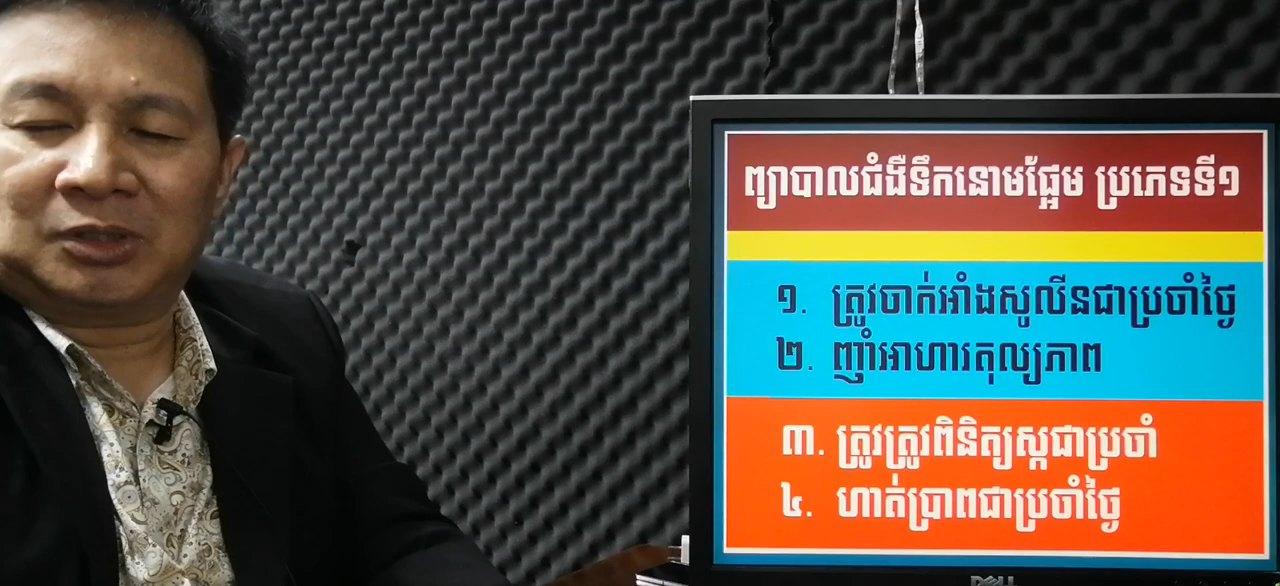 ព្យាបាលជំងឺទឹកនោមផ្អែម ប្រភេទទី១
១. ត្រូវចាក់អាំងសូលីនជាប្រចាំថ្ងៃ
២. ញ៉ាំអាហារតុល្យភាព
៣. ត្រូវត្រូវពិនិត្យស្កជាប្រចាំ
៤. ហាត់ប្រាពជាប្រចាំថ្ងៃ
DELL